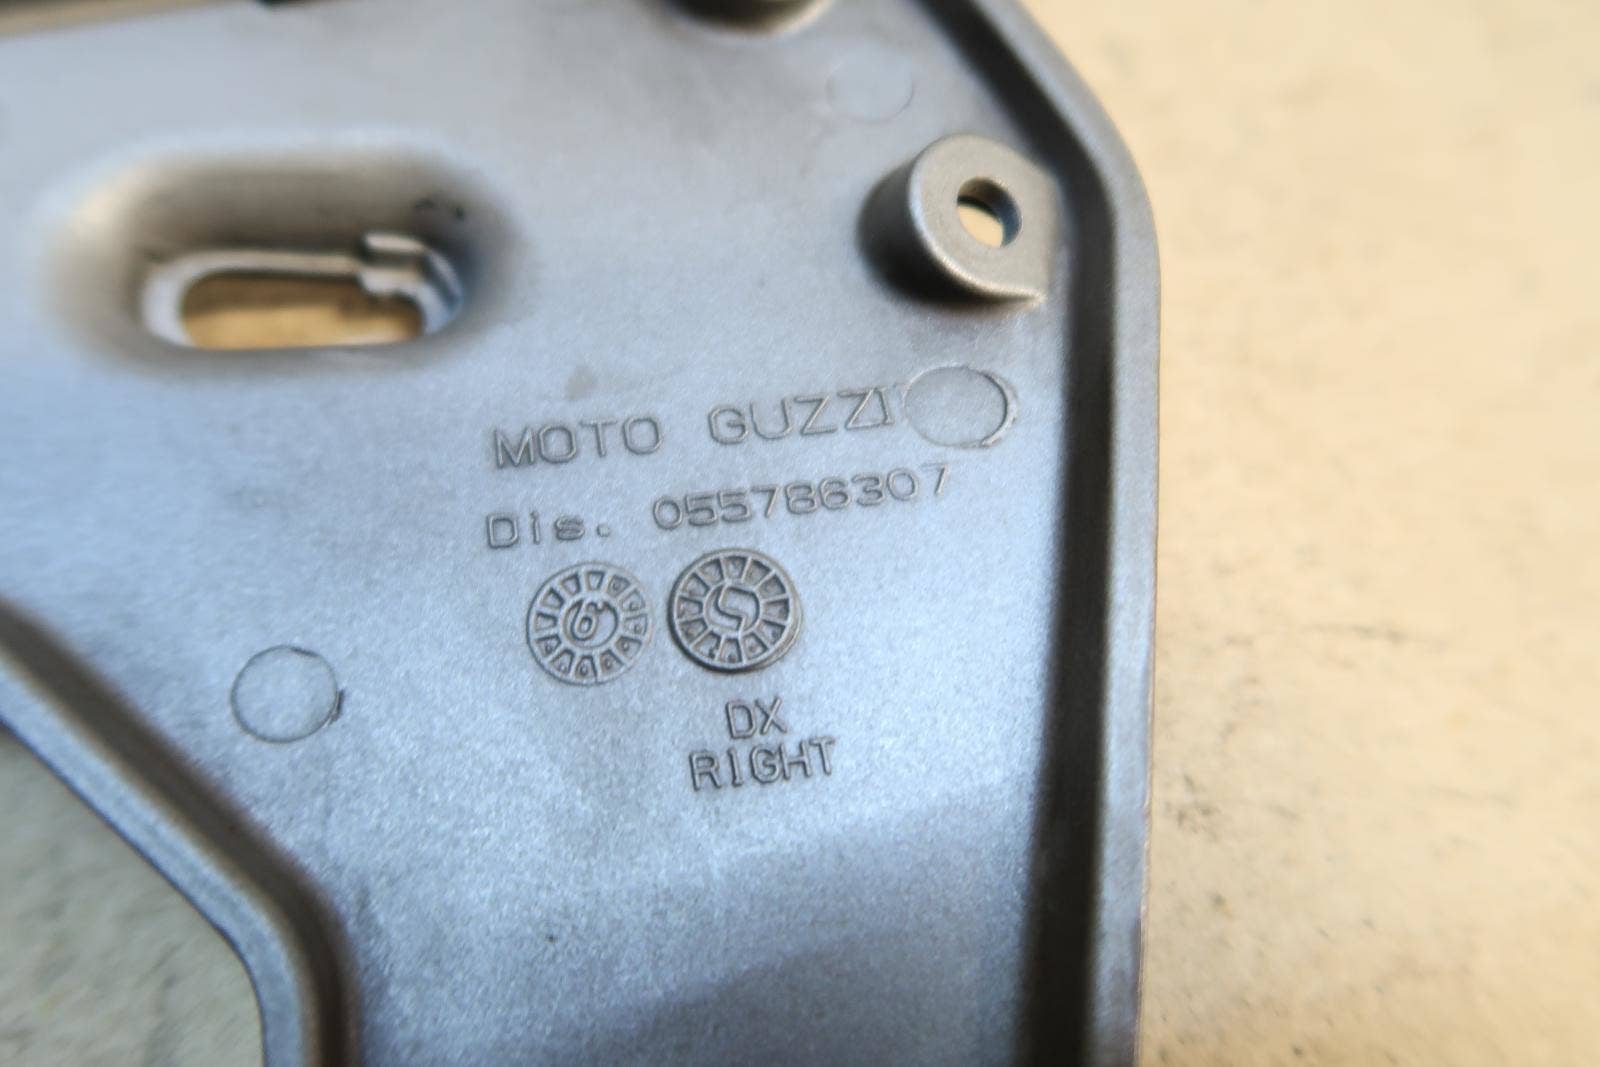 MOTO GUZZI
Dis. 055786307
DX
RIGHT